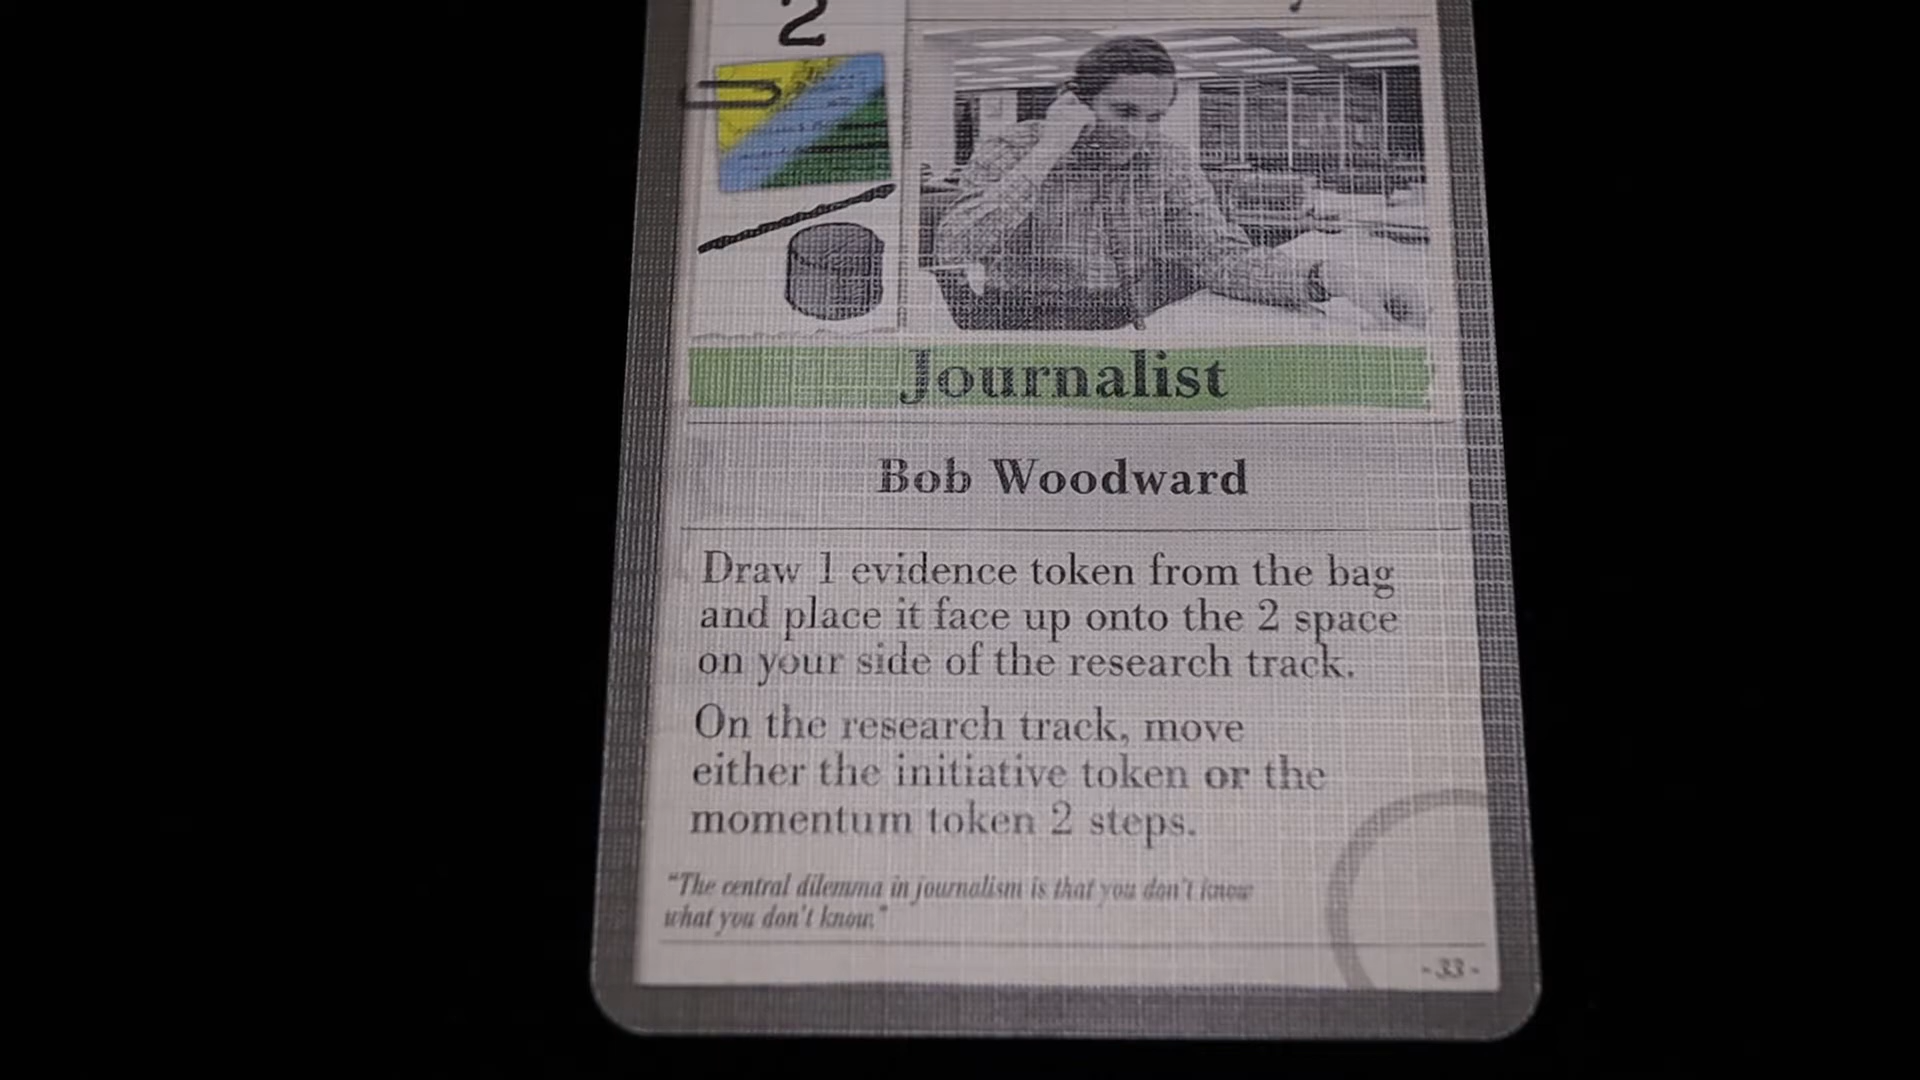 2
Journalist
Bob Woodward
Draw 1 evidence token from the bag
and place it face up onto the 2 space
on your side of the research track.
On the research track, move
either the initiative token or the
momentum token 2 steps.
"The central dilemma in journalism is that you don't know
what you don't know."
- 33 -